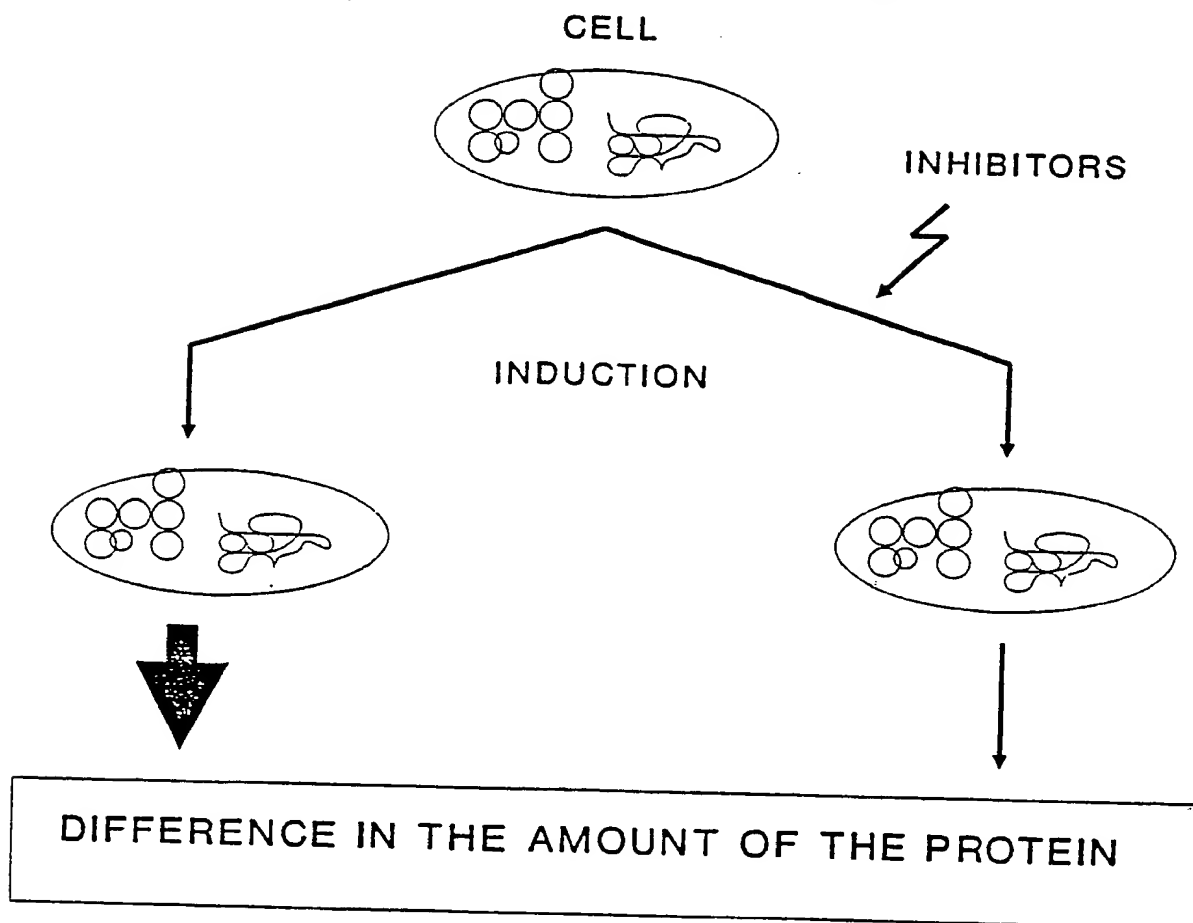 CELL
INHIBITORS
INDUCTION
DIFFERENCE IN THE AMOUNT OF THE PROTEIN